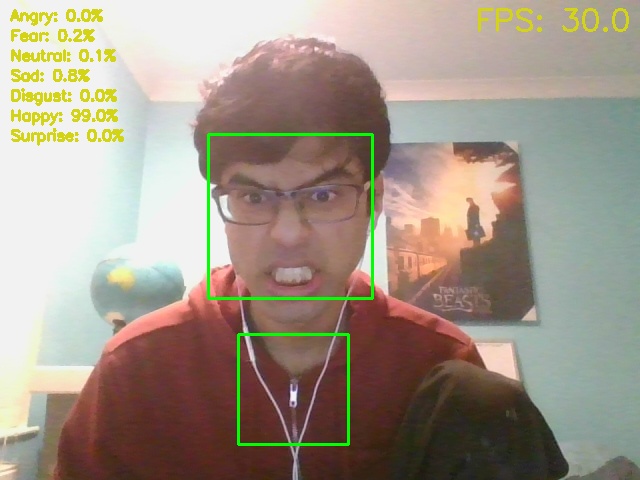 Angry: 0.0%
Fear: 0.2%
Neutral: 0.1%
Sad: 0.8%
Disgust: 0.0%
Happy: 99.0%
Surprise: 0.0%
FPS: 30.0
FANTASTIC
BEASTS